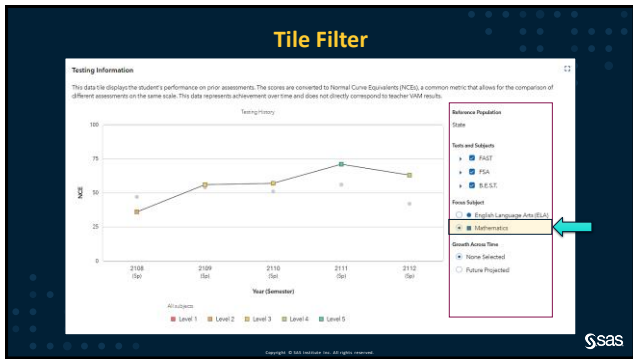 Tile Filter
Testing Information
This data tile displays the student's performance on prior assessments. The scores are converted to Normal Curve Equivalents (NCEs), a common metric that allows for the comparison of
different assessments on the same scale. This data represents achievement over time and does not directly correspond to teacher VAM results.
Testing History
100
75
50
25
0
NCE
2108
(Sp)
2109
(Sp)
2110
(Sp)
2111
(Sp)
2112
(Sp)
Year (Semester)
All subjects
Level 1
Level 2
Level 3
Level 4
Level 5
Reference Population
State
Tests and Subjects
FAST
FSA
B.E.S.T.
Focus Subject
English Language Arts (ELA)
Mathematics
Growth Across Time
None Selected
Future Projected
Copyright © SAS Institute Inc. All rights reserved.
sas